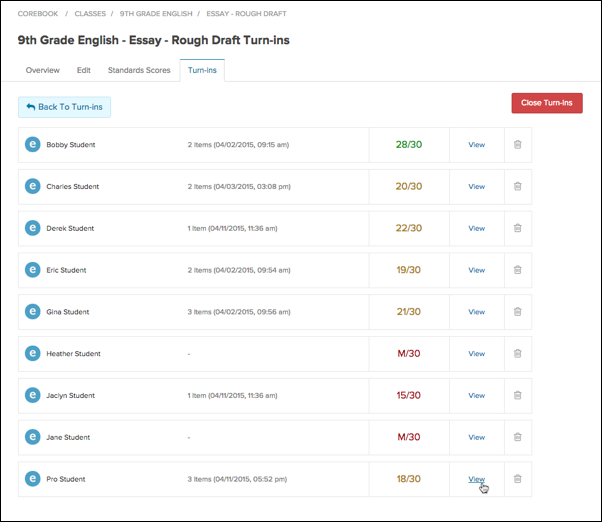 COREBOOK / CLASSES / 9TH GRADE ENGLISH / ESSAY - ROUGH DRAFT
9th Grade English - Essay - Rough Draft Turn-ins
Overview Edit Standards Scores Turn-ins
Back To Turn-ins Close Turn-ins
e Bobby Student 2 Items (04/02/2015, 09:15 am) 28/30 View
e Charles Student 2 Items (04/03/2015, 03:08 pm) 20/30 View
e Derek Student 1 Item (04/11/2015, 11:36 am) 22/30 View
e Eric Student 2 Items (04/02/2015, 09:54 am) 19/30 View
e Gina Student 3 Items (04/02/2015, 09:56 am) 21/30 View
e Heather Student - M/30 View
e Jaclyn Student 1 Item (04/11/2015, 11:36 am) 15/30 View
e Jane Student - M/30 View
e Pro Student 3 Items (04/11/2015, 05:52 pm) 18/30 View